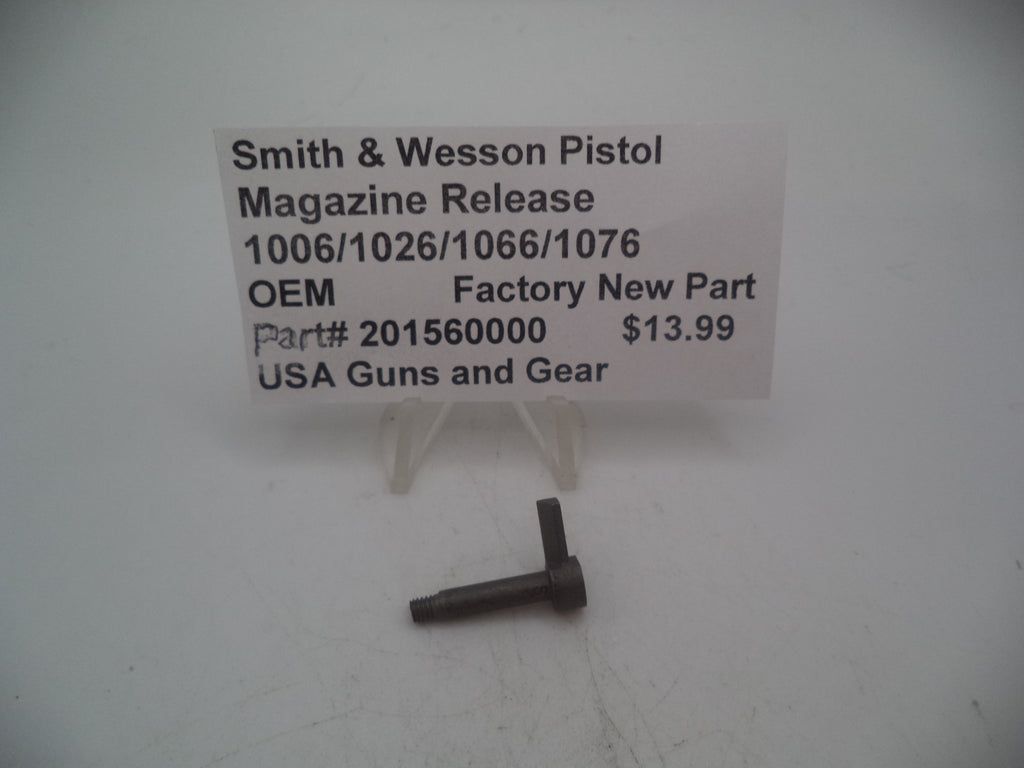 Smith & Wesson Pistol
Magazine Release
1006/1026/1066/1076
OEM Factory New Part
Part# 201560000 $13.99
USA Guns and Gear